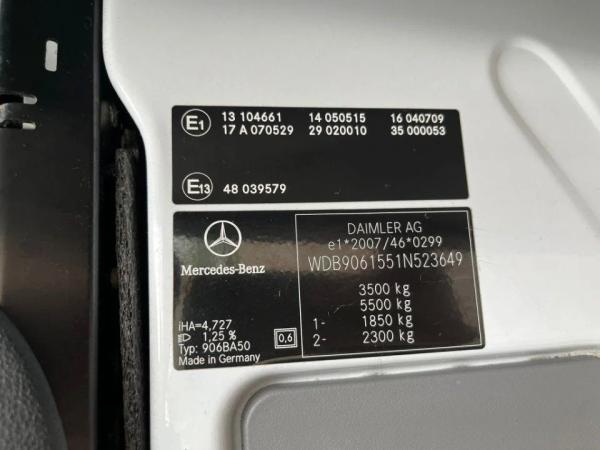 E1 13 104661 14 050515 16 040709
17 A 070529 29 020010 35 000053
E13 48 039579
DAIMLER AG
e1*2007/46*0299
WDB9061551N523649
Mercedes-Benz
3500 kg
5500 kg
1- 1850 kg
2- 2300 kg
iHA=4,727
1,25 %
Typ: 906BA50
0,6
Made in Germany